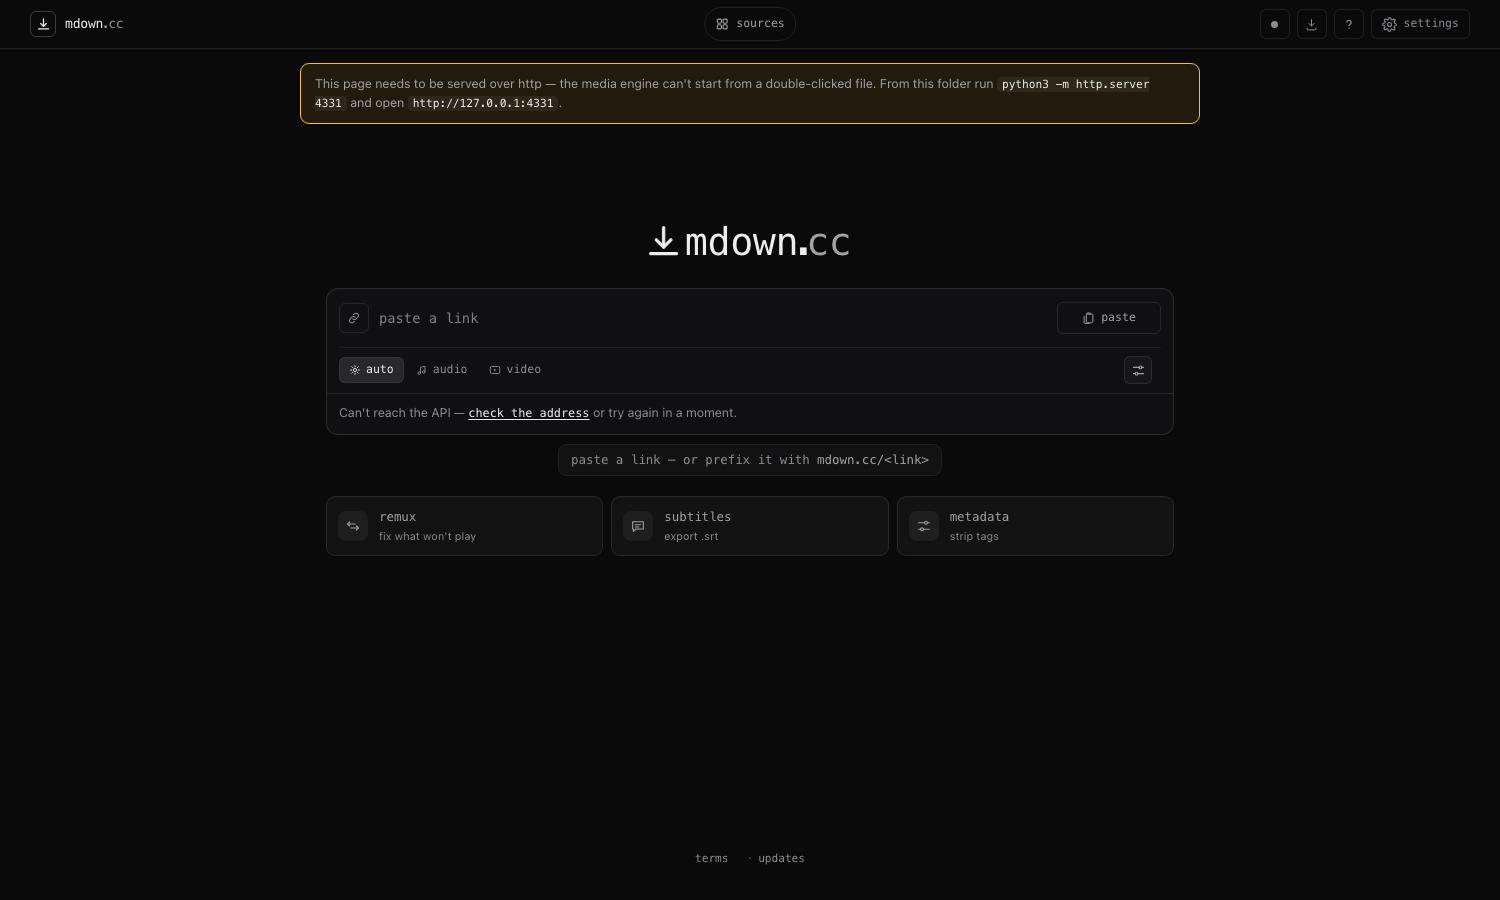 mdown.cc
sources
?
settings
This page needs to be served over http — the media engine can't start from a double-clicked file. From this folder run python3 -m http.server
4331 and open http://127.0.0.1:4331.
mdown.cc
paste a link
paste
auto
audio
video
Can't reach the API — check the address or try again in a moment.
paste a link — or prefix it with mdown.cc/<link>
remux
fix what won't play
subtitles
export .srt
metadata
strip tags
terms · updates